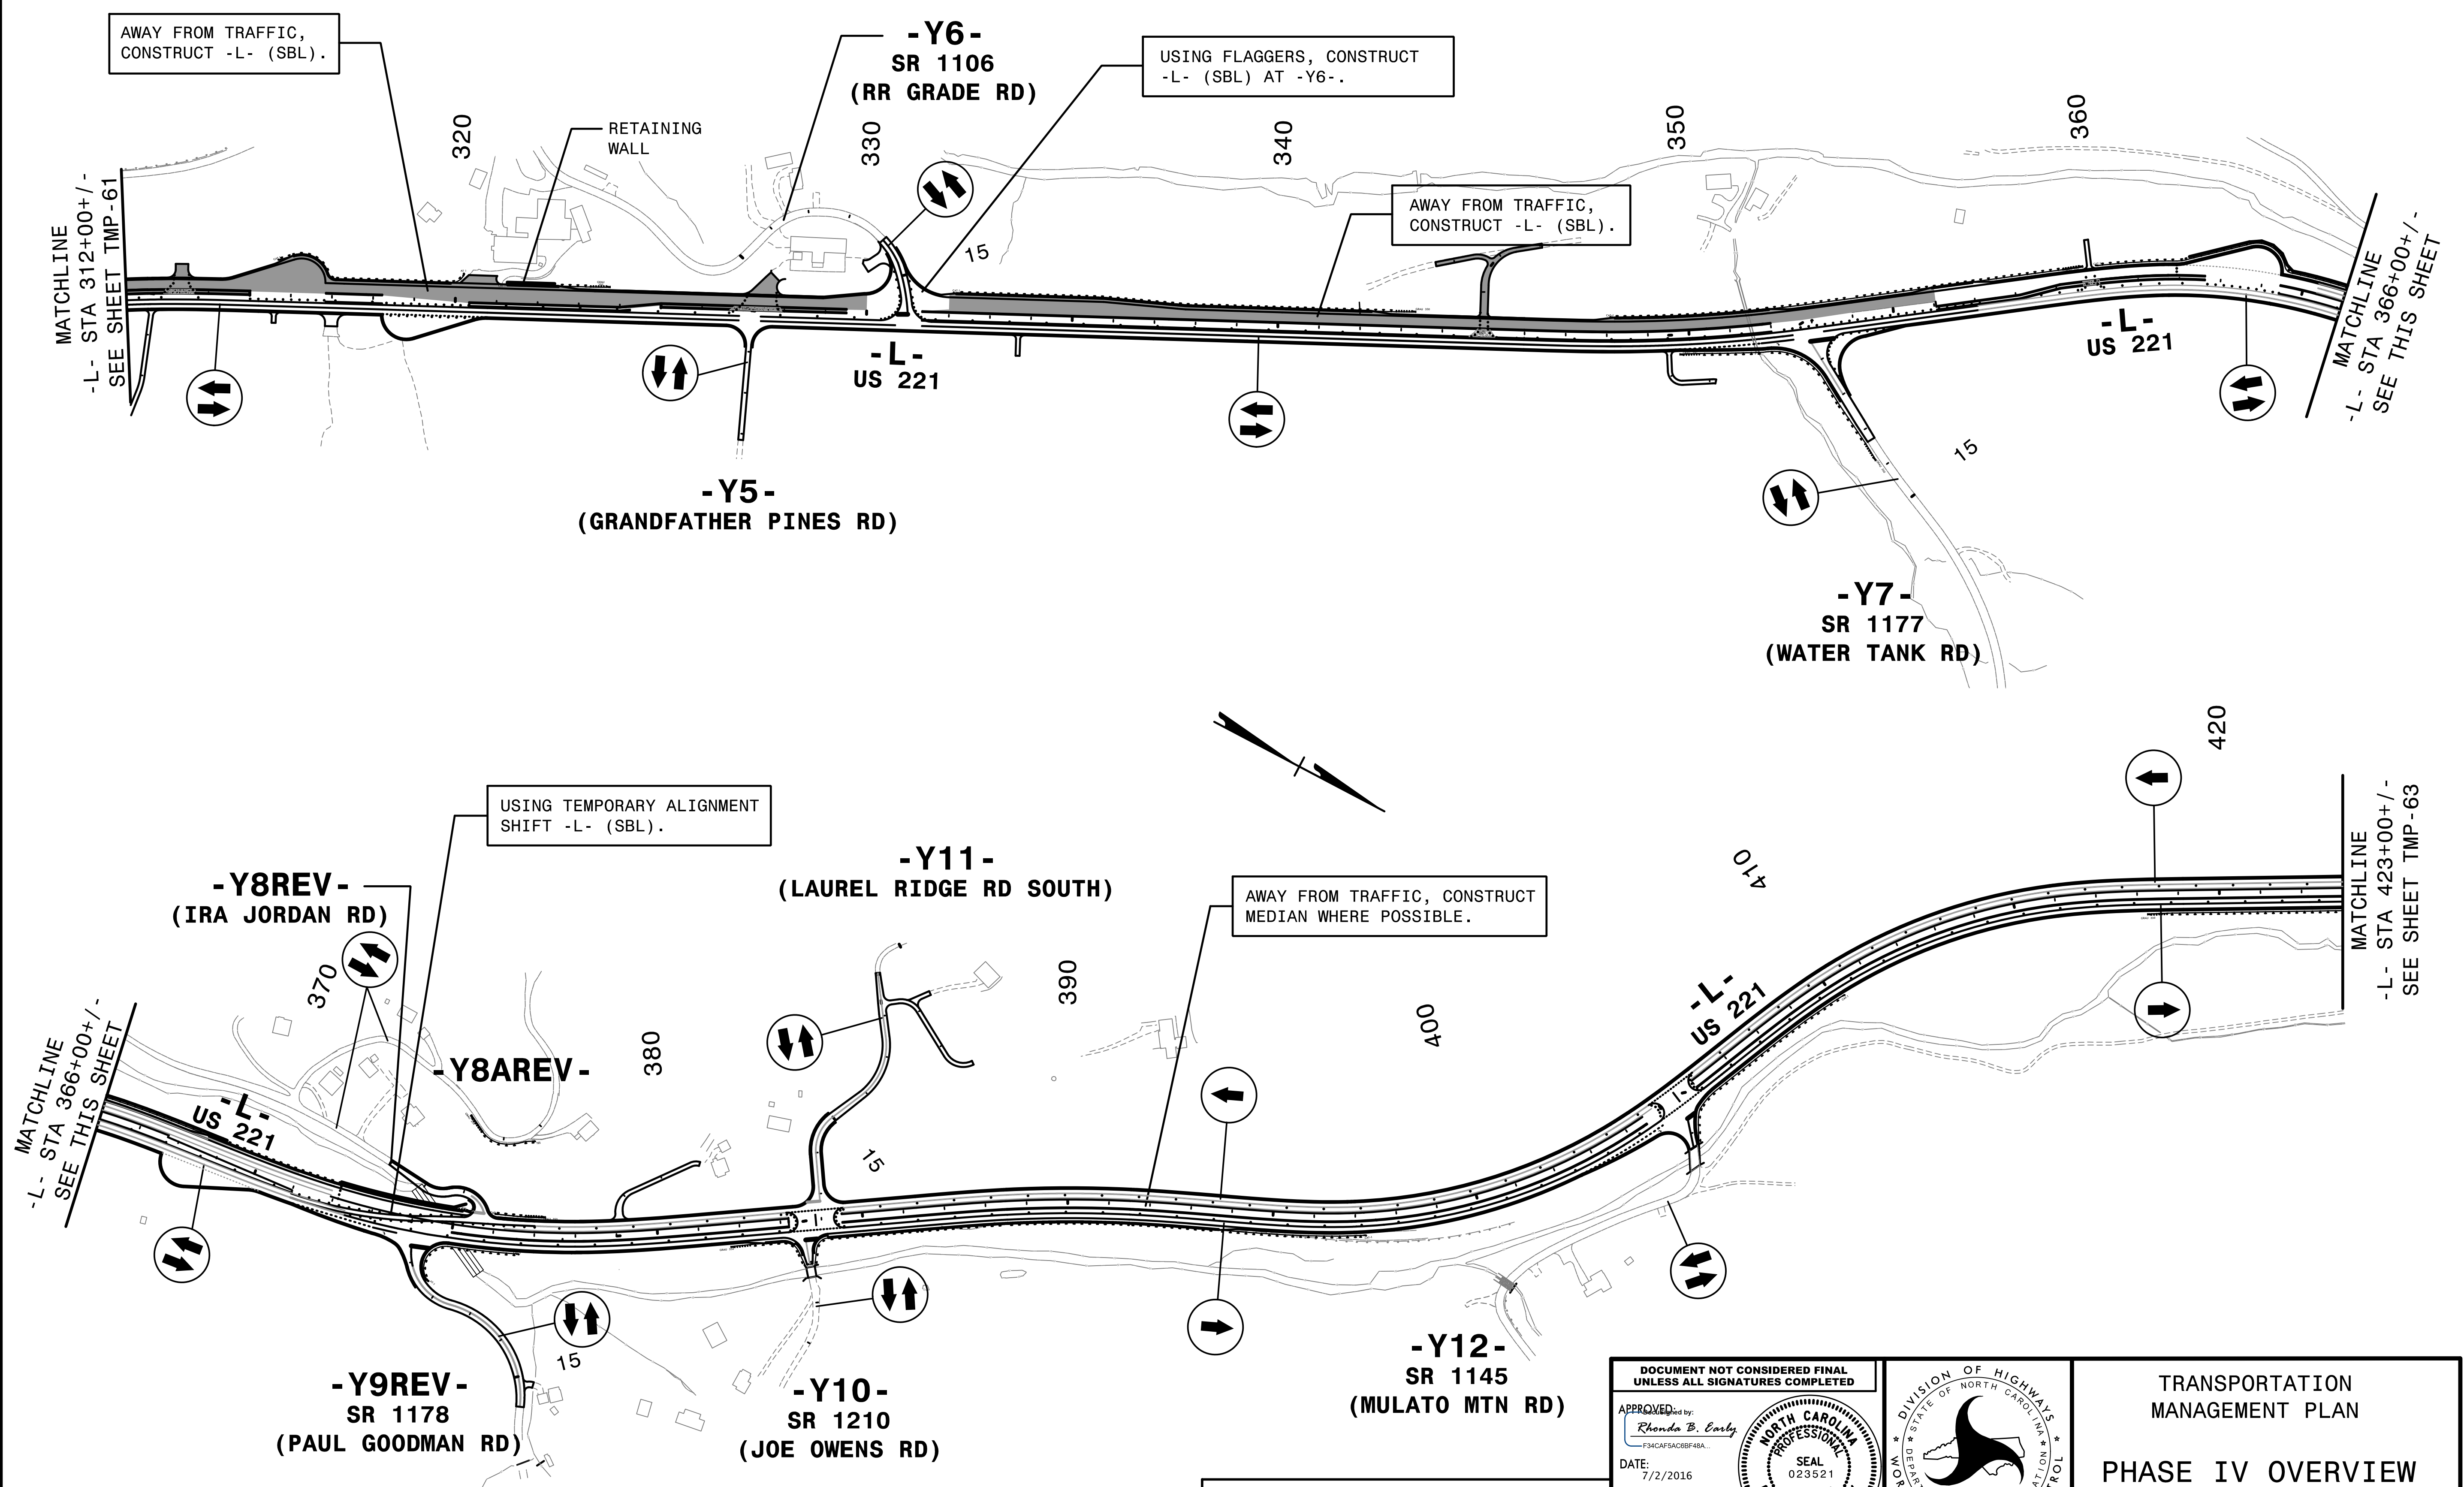 AWAY FROM TRAFFIC,
CONSTRUCT -L- (SBL).
-Y6-
SR 1106
(RR GRADE RD)
USING FLAGGERS, CONSTRUCT
-L- (SBL) AT -Y6-.
320
RETAINING
WALL
330
340
350
360
MATCHLINE
-L- STA 312+00+/-
SEE SHEET TMP-61
15
AWAY FROM TRAFFIC,
CONSTRUCT -L- (SBL).
MATCHLINE
-L- STA 366+00+/-
SEE THIS SHEET
-L-
US 221
-L-
US 221
15
-Y5-
(GRANDFATHER PINES RD)
-Y7-
SR 1177
(WATER TANK RD)
420
USING TEMPORARY ALIGNMENT
SHIFT -L- (SBL).
-Y8REV-
(IRA JORDAN RD)
-Y11-
(LAUREL RIDGE RD SOUTH)
AWAY FROM TRAFFIC, CONSTRUCT
MEDIAN WHERE POSSIBLE.
410
MATCHLINE
-L- STA 423+00+/-
SEE SHEET TMP-63
370
390
400
-L-
US 221
380
-Y8AREV-
MATCHLINE
-L- STA 366+00+/-
SEE THIS SHEET
-L-
US 221
15
15
-Y9REV-
SR 1178
(PAUL GOODMAN RD)
-Y10-
SR 1210
(JOE OWENS RD)
-Y12-
SR 1145
(MULATO MTN RD)
DOCUMENT NOT CONSIDERED FINAL
UNLESS ALL SIGNATURES COMPLETED
APPROVED:
Rhonda B. Early
F34CAF5AC6BF48A...
DATE:
7/2/2016
NORTH CAROLINA
PROFESSIONAL
SEAL
023521
DIVISION OF HIGHWAYS
STATE OF NORTH CAROLINA
TRANSPORTATION
MANAGEMENT PLAN
PHASE IV OVERVIEW